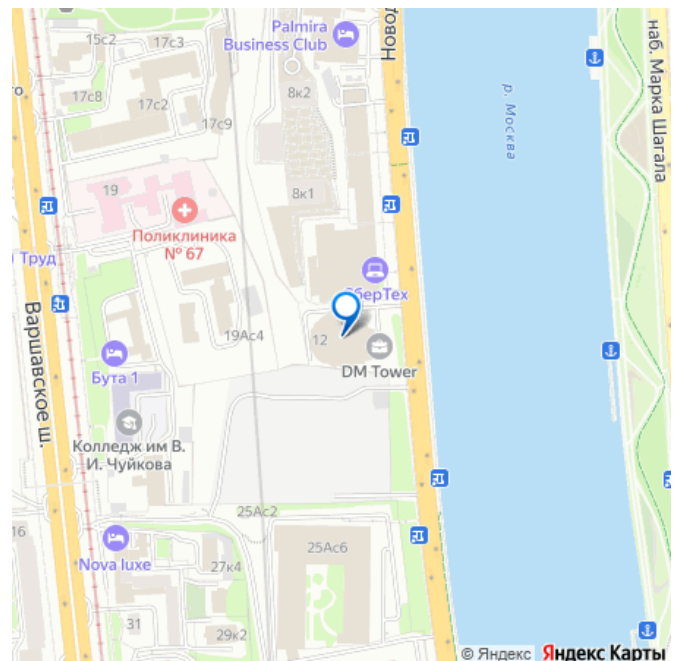 Palmira
Business Club
15с2
17с3
Новод
наб. Марка Шагала
ого
17с8
17с2
8к2
17с9
р. Москва
19
8к1
Поликлиника
№ 67
Труд
СберТех
Варшавское ш.
19Ас4
12
DM Tower
Бута 1
Колледж им В.
И. Чуйкова
25Ас2
16
25Ас6
Nova luxe
27к4
31
29к2
© Яндекс Яндекс Карты